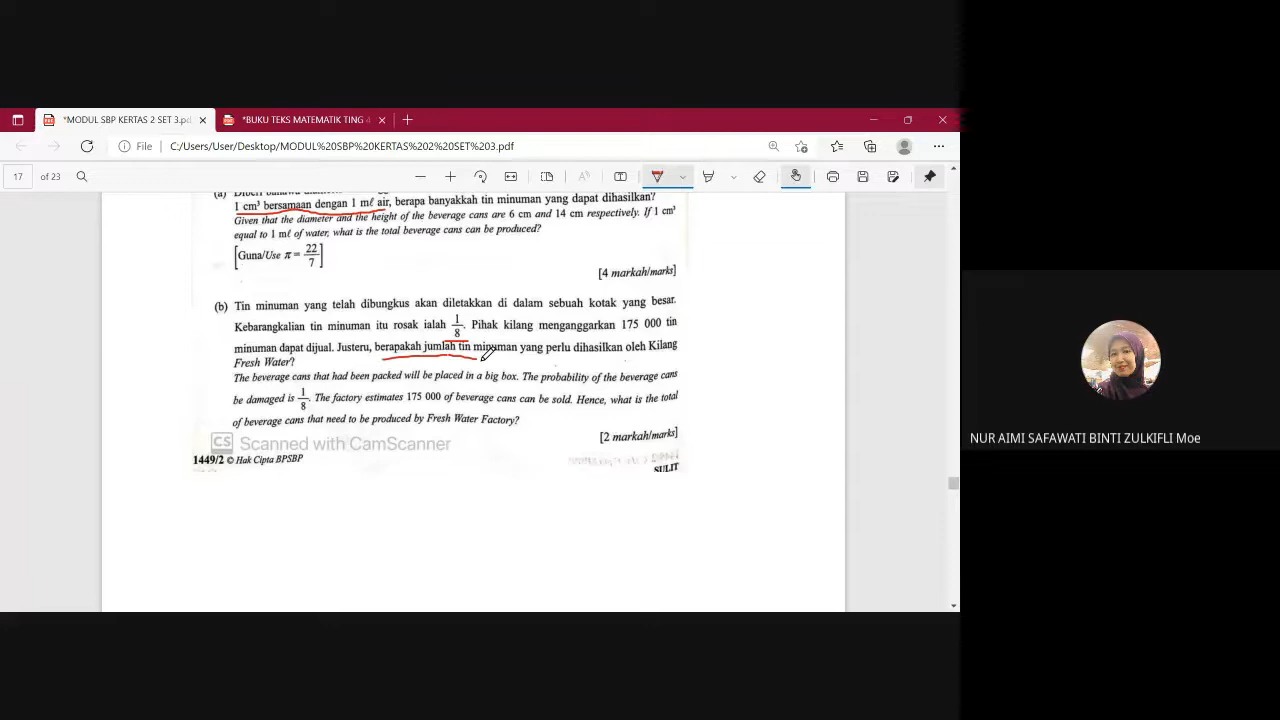 *MODUL SBP KERTAS 2 SET 3.pd
*BUKU TEKS MATEMATIK TING 4
File
C:/Users/User/Desktop/MODUL%20SBP%20KERTAS%202%20SET%203.pdf
17 of 23
(a)
1 cm³ bersamaan dengan 1 mℓ air, berapa banyakkah tin minuman yang dapat dihasilkan?
Given that the diameter and the height of the beverage cans are 6 cm and 14 cm respectively. If 1 cm³
equal to 1 mℓ of water, what is the total beverage cans can be produced?
[Guna/Use π = 22/7]
[4 markah/marks]
(b) Tin minuman yang telah dibungkus akan diletakkan di dalam sebuah kotak yang besar.
Kebarangkalian tin minuman itu rosak ialah 1/8. Pihak kilang menganggarkan 175 000 tin
minuman dapat dijual. Justeru, berapakah jumlah tin minuman yang perlu dihasilkan oleh Kilang
Fresh Water?
The beverage cans that had been packed will be placed in a big box. The probability of the beverage cans
be damaged is 1/8. The factory estimates 175 000 of beverage cans can be sold. Hence, what is the total
of beverage cans that need to be produced by Fresh Water Factory?
[2 markah/marks]
CS Scanned with CamScanner
1449/2 © Hak Cipta BPSBP
SULIT
NUR AIMI SAFAWATI BINTI ZULKIFLI Moe